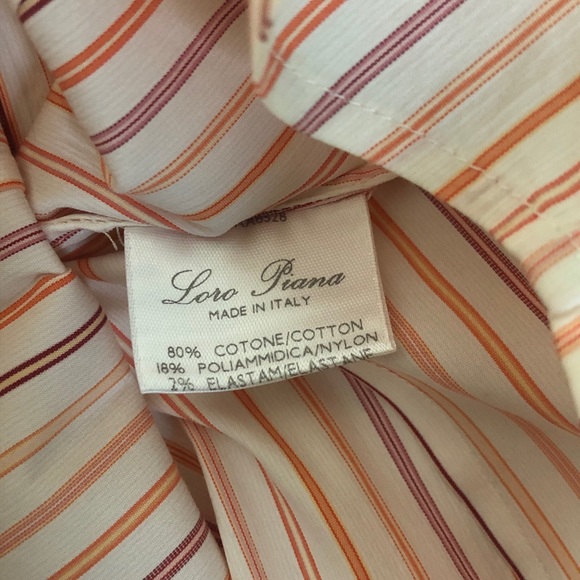 Loro Piana
MADE IN ITALY
80% COTONE/COTTON
18% POLIAMMIDICA/NYLON
2% ELASTAM/ELASTANE